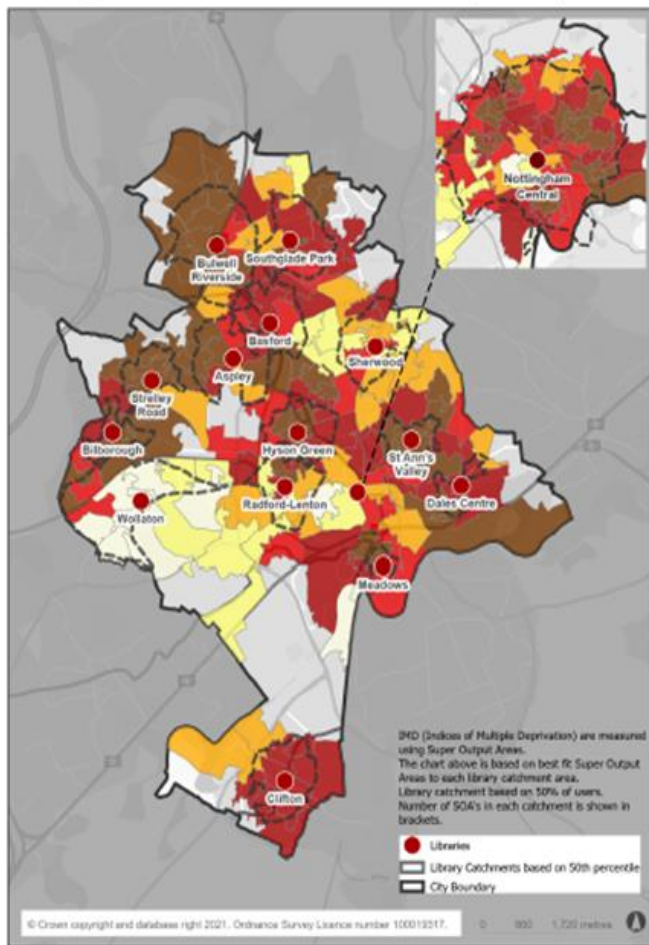 Nottingham
Central
Bulwell
Riverside
Southglade Park
Basford
Sherwood
Aspley
Strelley
Road
Bilborough
Hyson Green
St Ann's
Valley
Wollaton
Radford-Lenton
Dales Centre
Meadows
Clifton
IMD (Indices of Multiple Deprivation) are measured
using Super Output Areas.
The chart above is based on best fit Super Output
Areas to each library catchment area.
Library catchment based on 50% of users.
Number of SOA's in each catchment is shown in
brackets.
Libraries
Library Catchments based on 50th percentile
City Boundary
© Crown copyright and database right 2021. Ordnance Survey Licence number 100019317.
0 860 1,720 metres